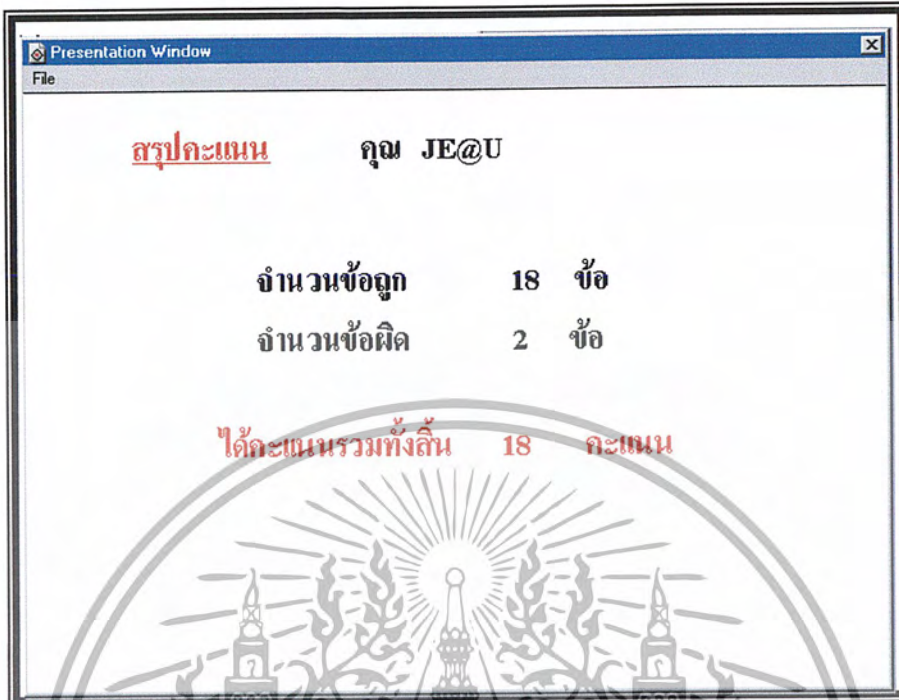 Presentation Window
File
สรุปคะแนน คุณ JE@U
จำนวนข้อถูก 18 ข้อ
จำนวนข้อผิด 2 ข้อ
ได้คะแนนรวมทั้งสิ้น 18 คะแนน